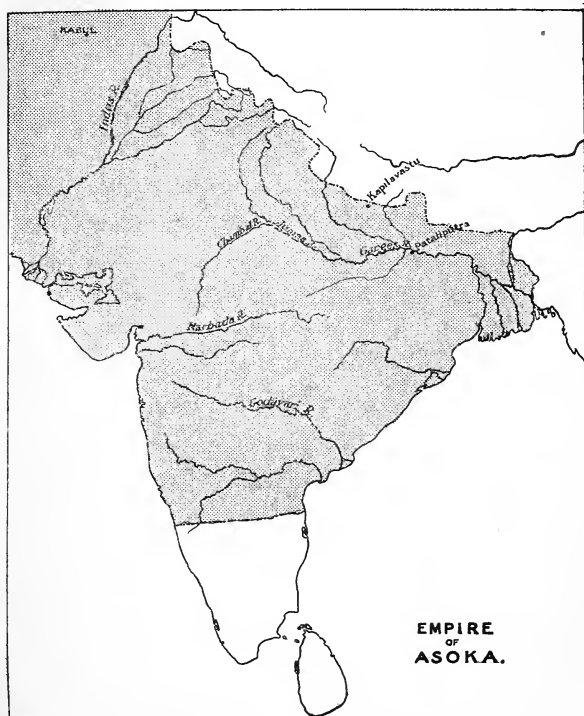 KABUL
Indus R.
Kapilavastu
Chambal R.
Jumna
Ganges R.
Pataliputra
Narbada R.
Godavari R.
EMPIRE
OF
ASOKA.